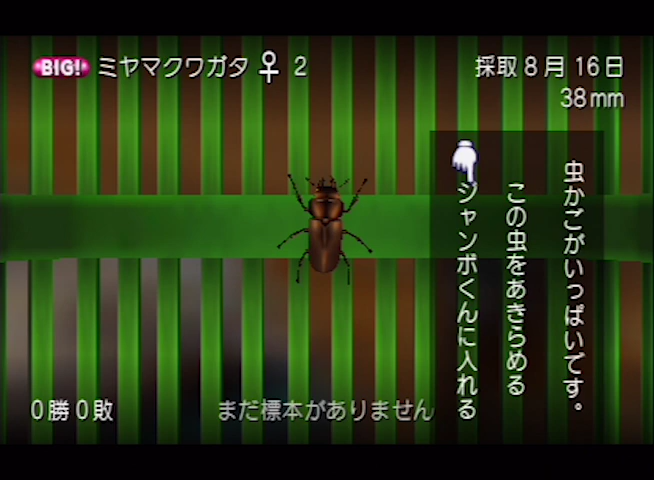 BIG! ミヤマクワガタ♀ 2
採取8月16日
38mm
虫かごがいっぱいです。
この虫をあきらめる
ジャンボくんに入れる
0勝0敗
まだ標本がありません